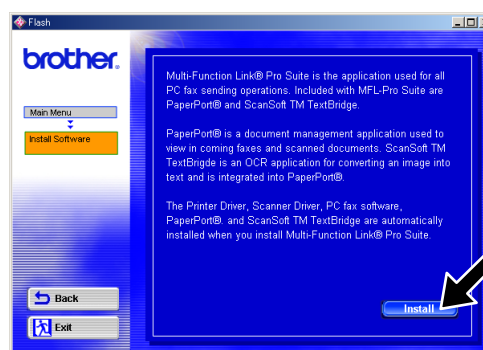 Flash
brother.
Main Menu
Install Software
Multi-Function Link® Pro Suite is the application used for all
PC fax sending operations. Included with MFL-Pro Suite are
PaperPort® and ScanSoft TM TextBridge.
PaperPort® is a document management application used to
view in coming faxes and scanned documents. ScanSoft TM
TextBrigde is an OCR application for converting an image into
text and is integrated into PaperPort®.
The Printer Driver, Scanner Driver, PC fax software,
PaperPort®. and ScanSoft TM TextBridge are automatically
installed when you install Multi-Function Link® Pro Suite.
Back
Install
Exit